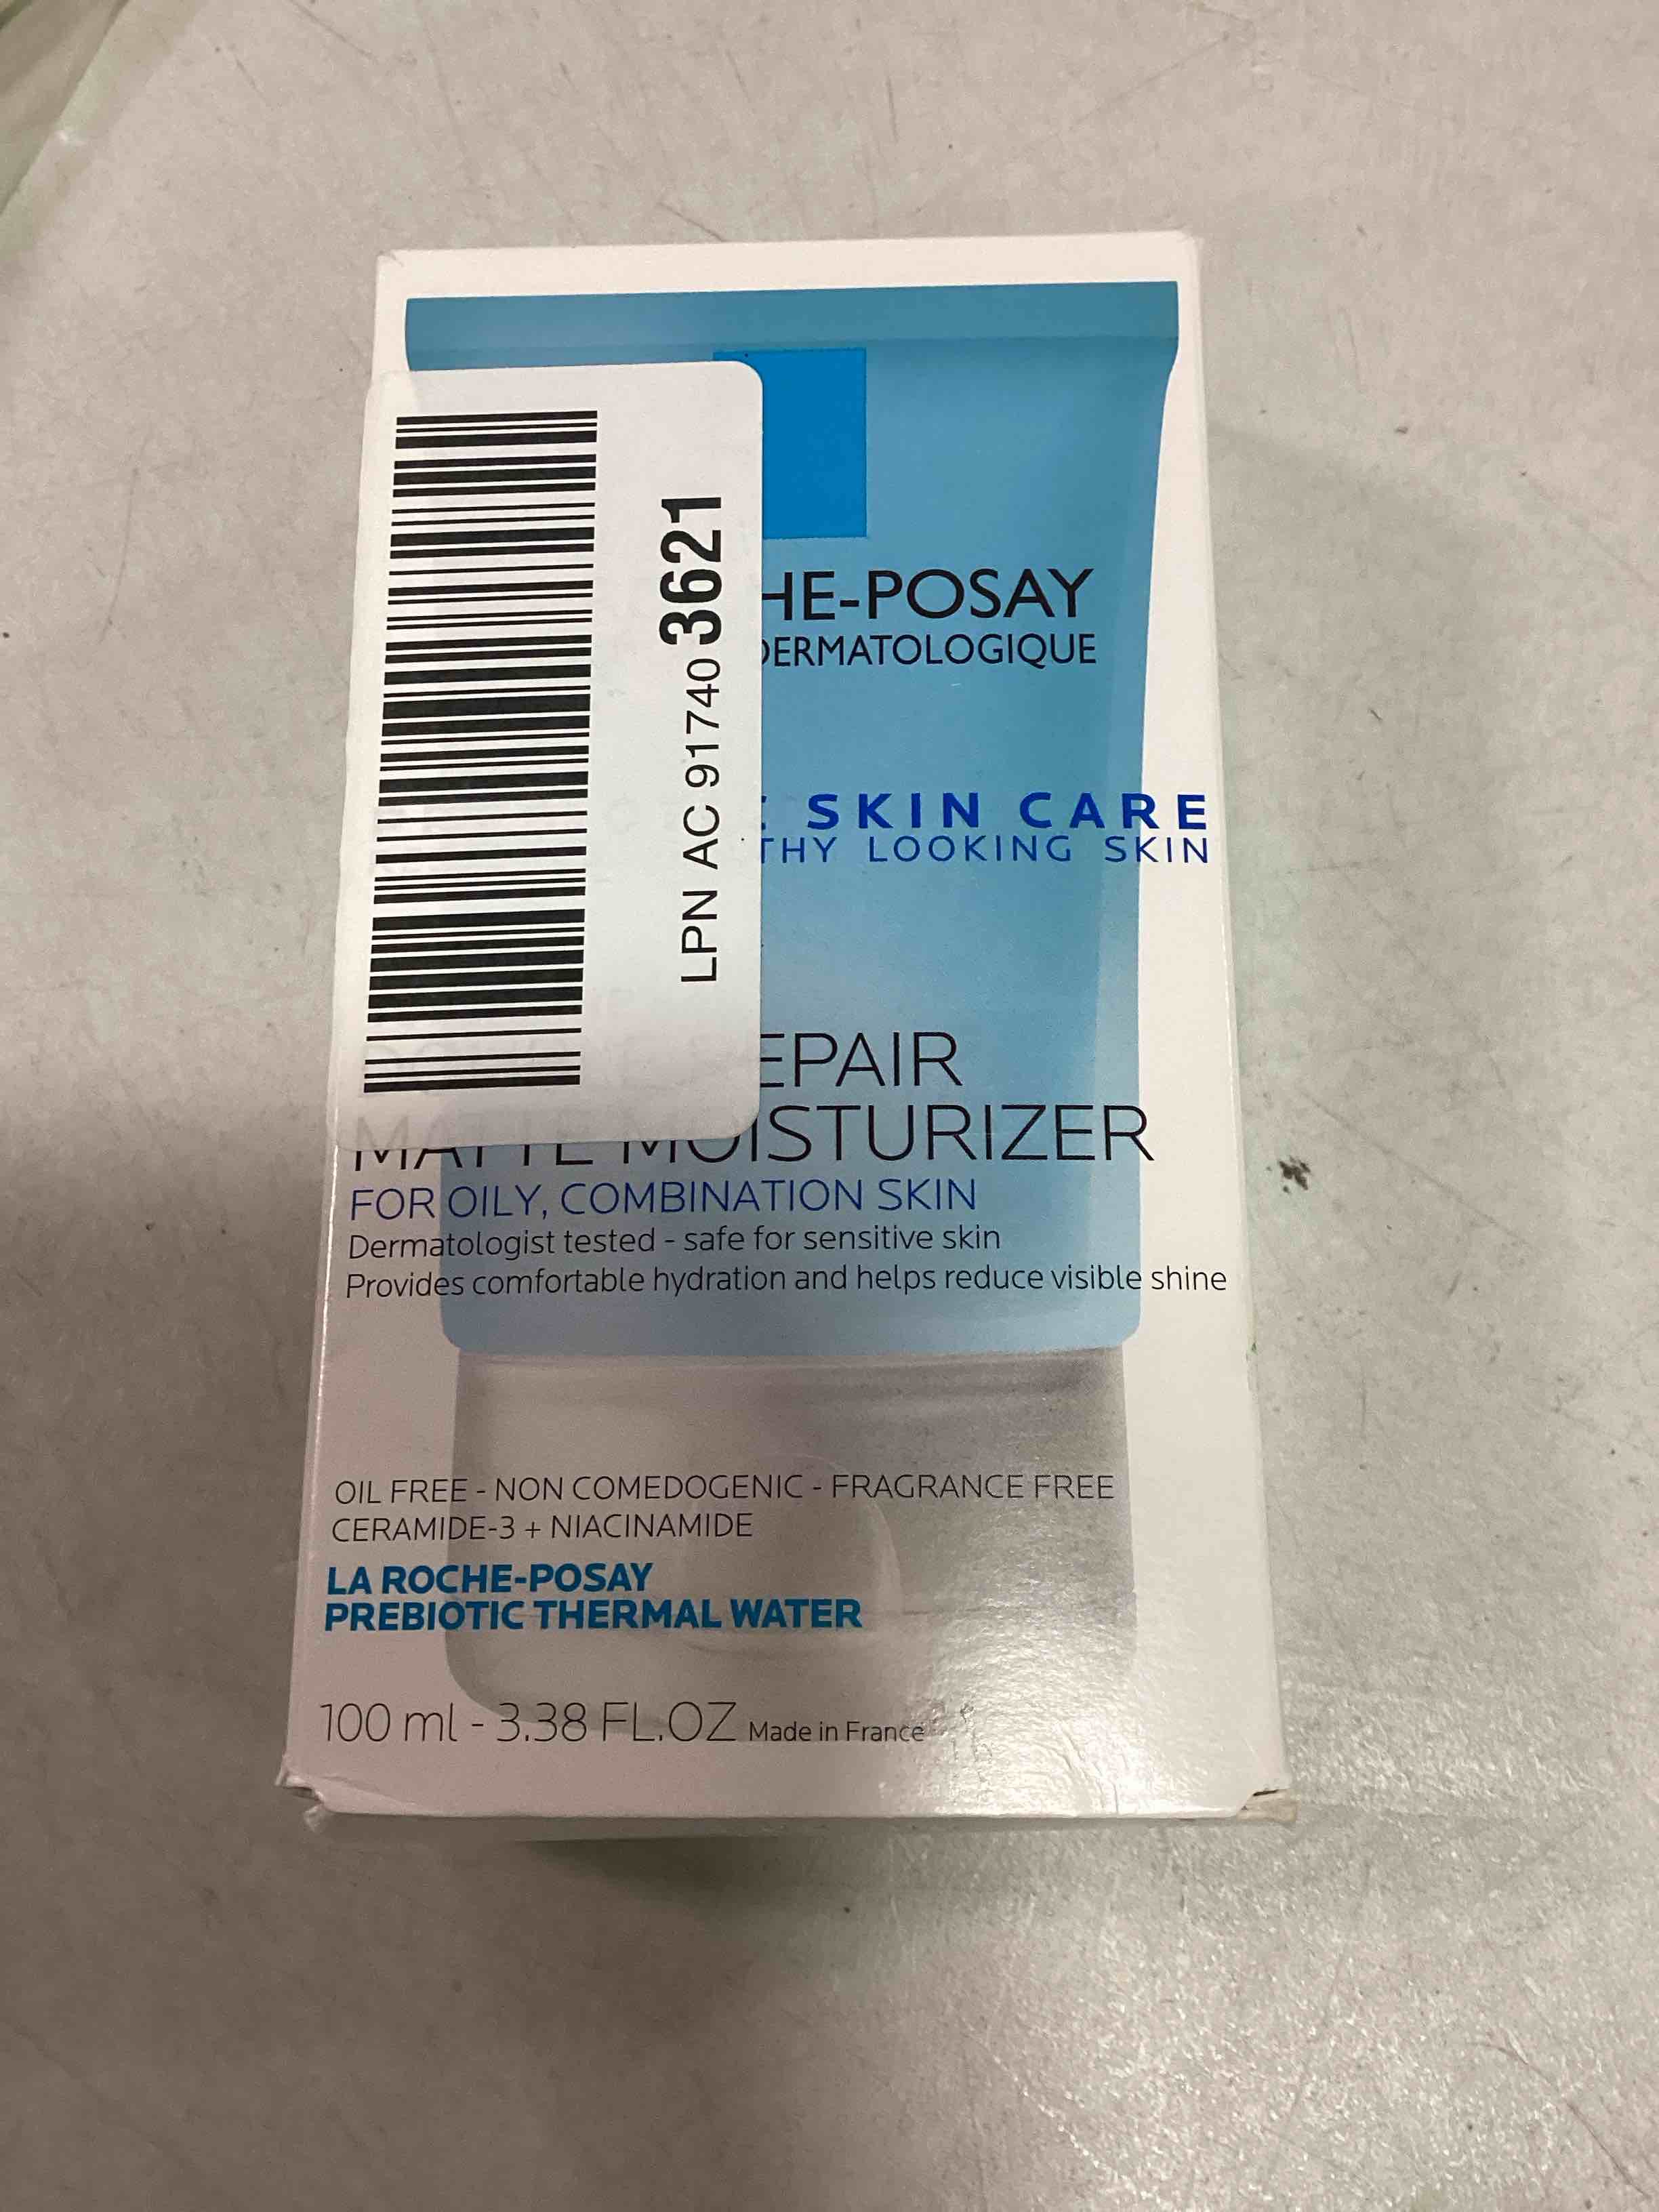 LPN AC 917403621
HE-POSAY
DERMATOLOGIQUE
SKIN CARE
THY LOOKING SKIN
EPAIR
MATTE MOISTURIZER
FOR OILY, COMBINATION SKIN
Dermatologist tested - safe for sensitive skin
Provides comfortable hydration and helps reduce visible shine
OIL FREE - NON COMEDOGENIC - FRAGRANCE FREE
CERAMIDE-3 + NIACINAMIDE
LA ROCHE-POSAY
PREBIOTIC THERMAL WATER
100 ml - 3.38 FL.OZ Made in France